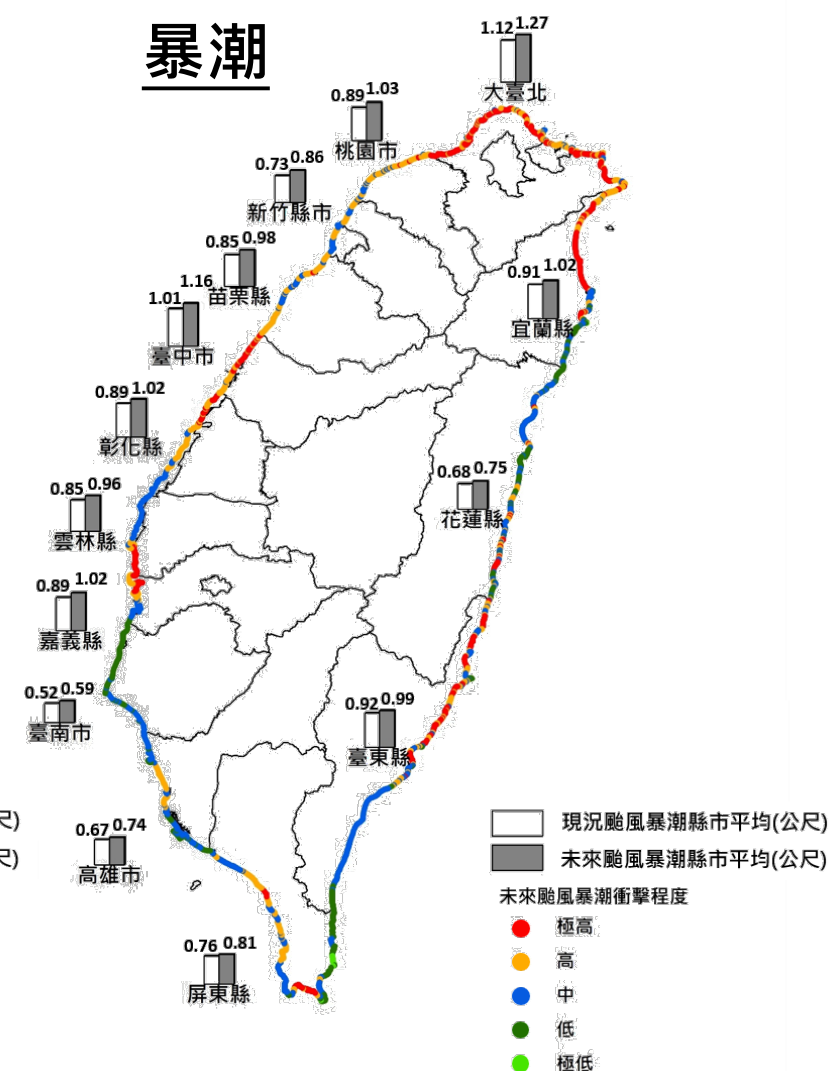 暴潮
1.12 1.27
大臺北
0.89 1.03
桃園市
0.73 0.86
新竹縣市
0.85 0.98
苗栗縣
1.01 1.16
臺中市
0.91 1.02
宜蘭縣
0.89 1.02
彰化縣
0.68 0.75
花蓮縣
0.85 0.96
雲林縣
0.89 1.02
嘉義縣
0.52 0.59
臺南市
0.92 0.99
臺東縣
0.67 0.74
高雄市
0.76 0.81
屏東縣
尺)
尺)
現況颱風暴潮縣市平均(公尺)
未來颱風暴潮縣市平均(公尺)
未來颱風暴潮衝擊程度
極高
高
中
低
極低